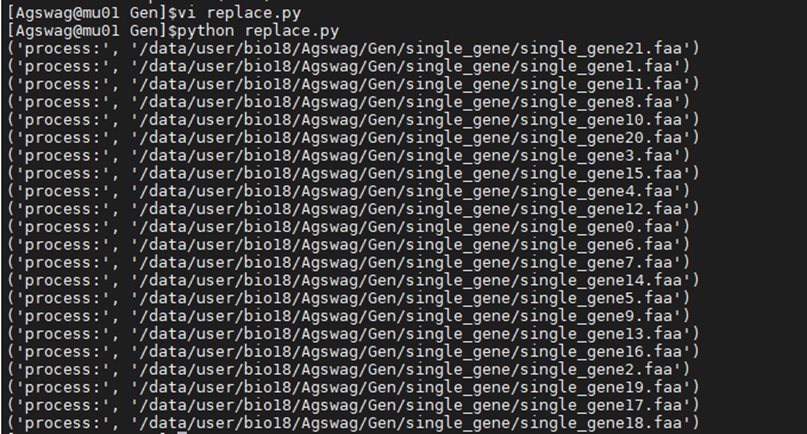 [Agswag@mu01 Gen]$vi replace.py
[Agswag@mu01 Gen]$python replace.py
('process:', '/data/user/bio18/Agswag/Gen/single_gene/single_gene21.faa')
('process:', '/data/user/bio18/Agswag/Gen/single_gene/single_gene1.faa')
('process:', '/data/user/bio18/Agswag/Gen/single_gene/single_gene11.faa')
('process:', '/data/user/bio18/Agswag/Gen/single_gene/single_gene8.faa')
('process:', '/data/user/bio18/Agswag/Gen/single_gene/single_gene10.faa')
('process:', '/data/user/bio18/Agswag/Gen/single_gene/single_gene20.faa')
('process:', '/data/user/bio18/Agswag/Gen/single_gene/single_gene3.faa')
('process:', '/data/user/bio18/Agswag/Gen/single_gene/single_gene15.faa')
('process:', '/data/user/bio18/Agswag/Gen/single_gene/single_gene4.faa')
('process:', '/data/user/bio18/Agswag/Gen/single_gene/single_gene12.faa')
('process:', '/data/user/bio18/Agswag/Gen/single_gene/single_gene0.faa')
('process:', '/data/user/bio18/Agswag/Gen/single_gene/single_gene6.faa')
('process:', '/data/user/bio18/Agswag/Gen/single_gene/single_gene7.faa')
('process:', '/data/user/bio18/Agswag/Gen/single_gene/single_gene14.faa')
('process:', '/data/user/bio18/Agswag/Gen/single_gene/single_gene5.faa')
('process:', '/data/user/bio18/Agswag/Gen/single_gene/single_gene9.faa')
('process:', '/data/user/bio18/Agswag/Gen/single_gene/single_gene13.faa')
('process:', '/data/user/bio18/Agswag/Gen/single_gene/single_gene16.faa')
('process:', '/data/user/bio18/Agswag/Gen/single_gene/single_gene2.faa')
('process:', '/data/user/bio18/Agswag/Gen/single_gene/single_gene19.faa')
('process:', '/data/user/bio18/Agswag/Gen/single_gene/single_gene17.faa')
('process:', '/data/user/bio18/Agswag/Gen/single_gene/single_gene18.faa')